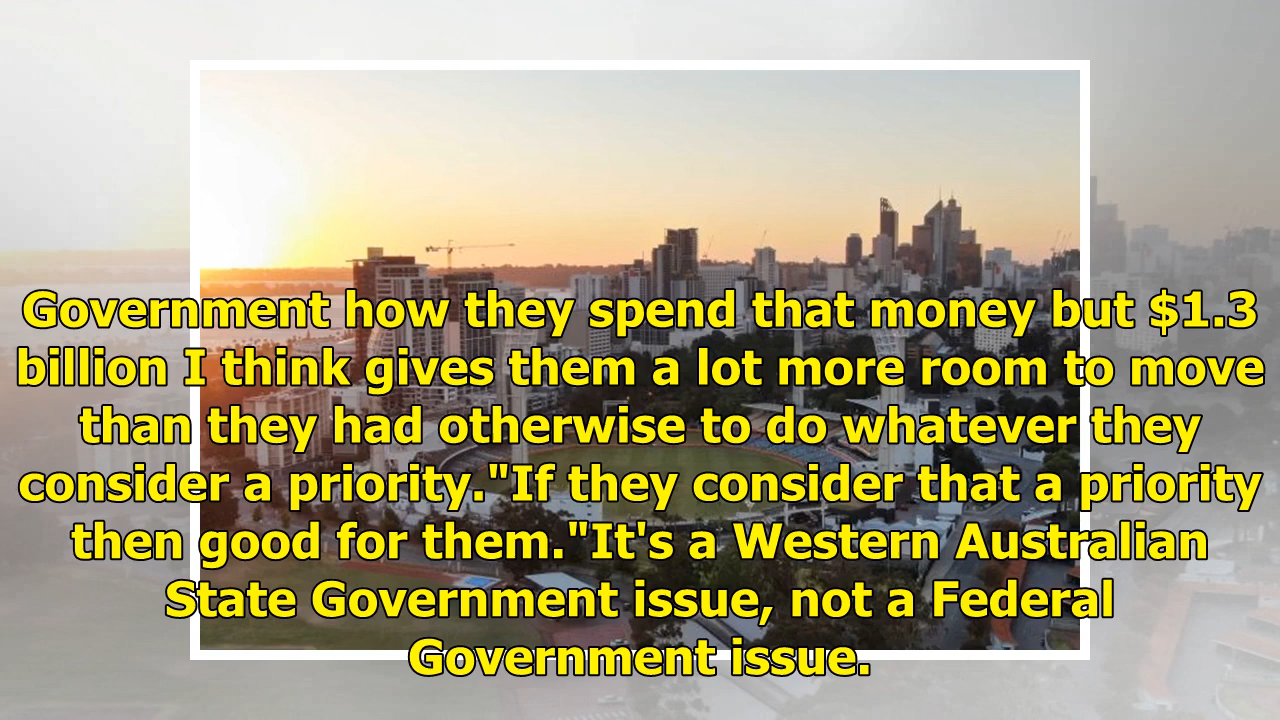 Government how they spend that money but $1.3
billion I think gives them a lot more room to move
than they had otherwise to do whatever they
consider a priority."If they consider that a priority
then good for them."It's a Western Australian
State Government issue, not a Federal
Government issue.